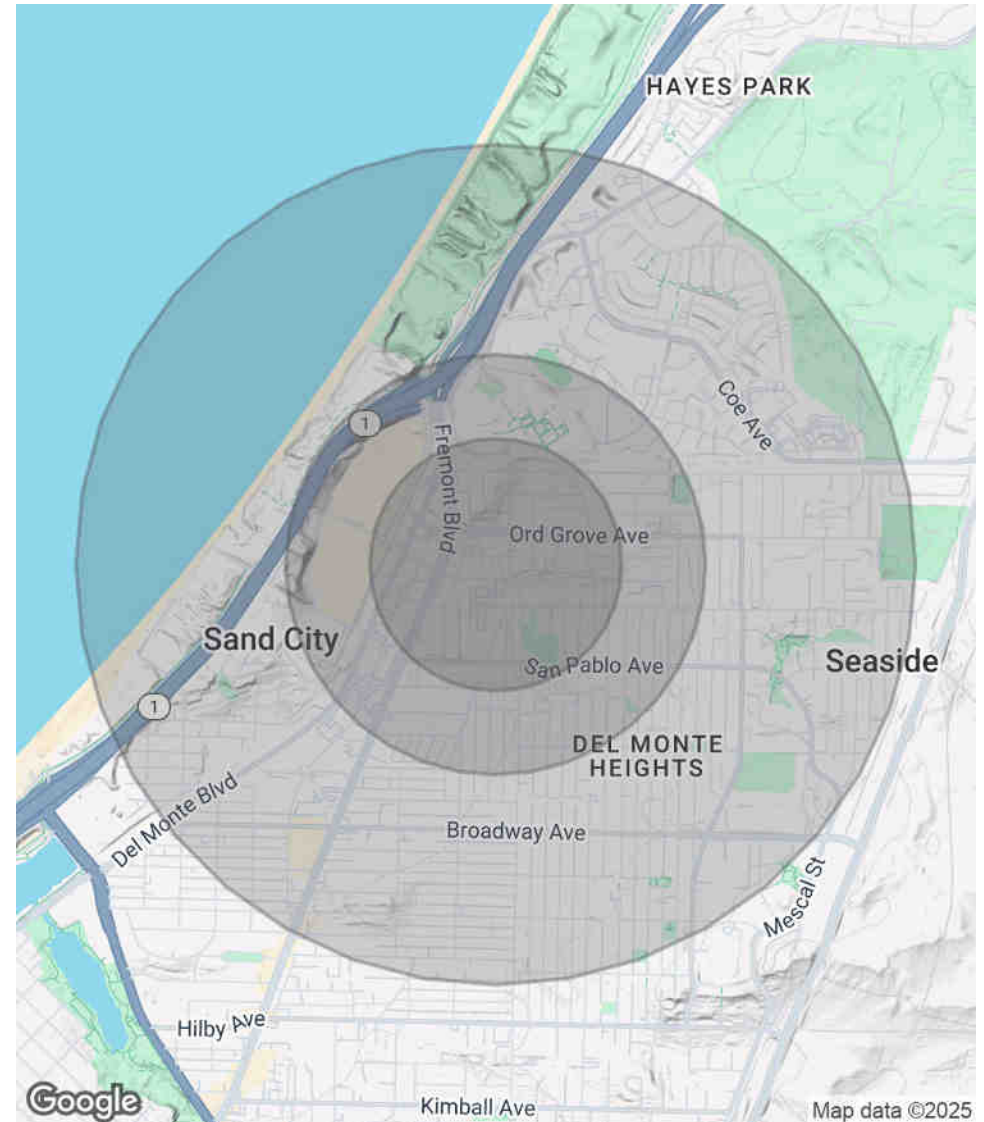 HAYES PARK
Coe Ave
1
Fremont Blvd
Ord Grove Ave
Sand City
San Pablo Ave
Seaside
1
DEL MONTE
HEIGHTS
Del Monte Blvd
Broadway Ave
Mescal St
Hilby Ave
Google
Kimball Ave
Map data ©2025